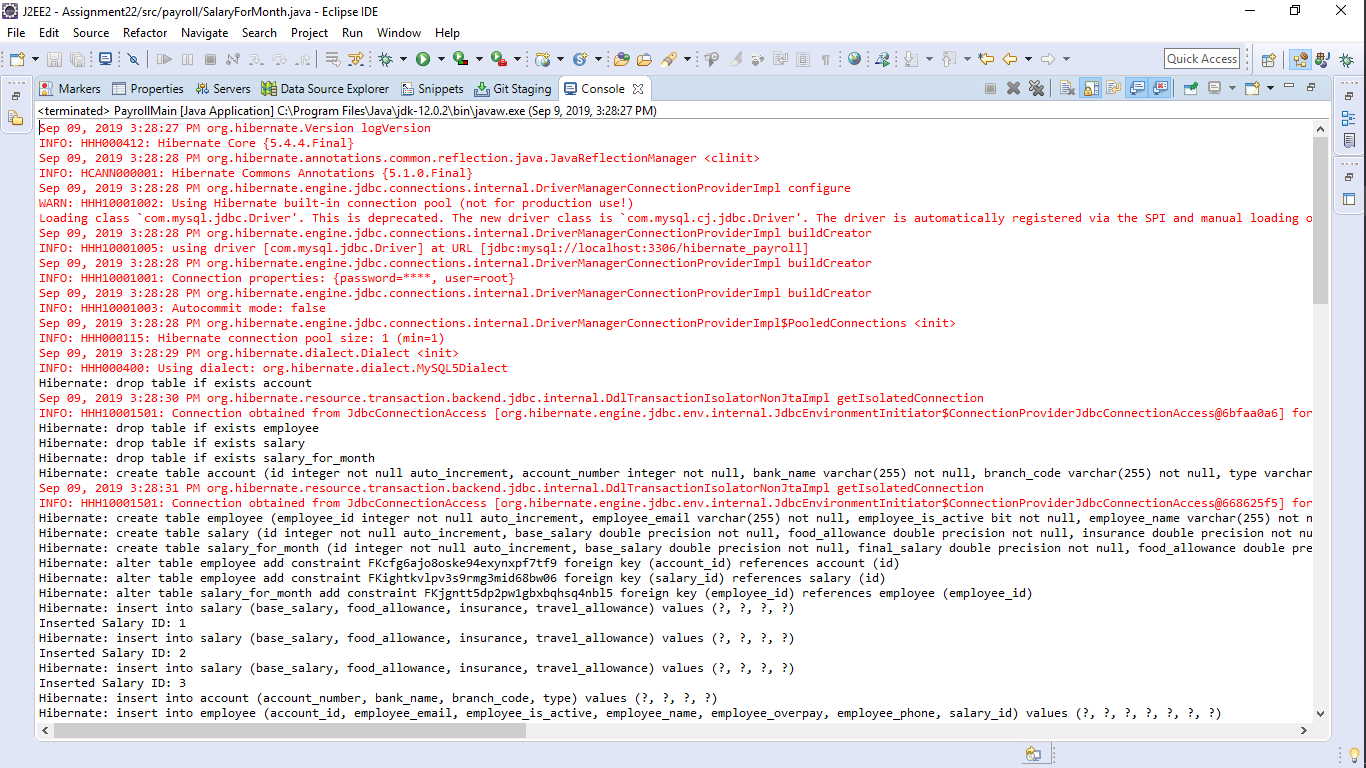 J2EE2 - Assignment22/src/payroll/SalaryForMonth.java - Eclipse IDE
File Edit Source Refactor Navigate Search Project Run Window Help
Quick Access
Markers Properties Servers Data Source Explorer Snippets Git Staging Console
<terminated> PayrollMain [Java Application] C:\Program Files\Java\jdk-12.0.2\bin\javaw.exe (Sep 9, 2019, 3:28:27 PM)
Sep 09, 2019 3:28:27 PM org.hibernate.Version logVersion
INFO: HHH000412: Hibernate Core {5.4.4.Final}
Sep 09, 2019 3:28:28 PM org.hibernate.annotations.common.reflection.java.JavaReflectionManager <clinit>
INFO: HCANN000001: Hibernate Commons Annotations {5.1.0.Final}
Sep 09, 2019 3:28:28 PM org.hibernate.engine.jdbc.connections.internal.DriverManagerConnectionProviderImpl configure
WARN: HHH10001002: Using Hibernate built-in connection pool (not for production use!)
Loading class `com.mysql.jdbc.Driver'. This is deprecated. The new driver class is `com.mysql.cj.jdbc.Driver'. The driver is automatically registered via the SPI and manual loading o
Sep 09, 2019 3:28:28 PM org.hibernate.engine.jdbc.connections.internal.DriverManagerConnectionProviderImpl buildCreator
INFO: HHH10001005: using driver [com.mysql.jdbc.Driver] at URL [jdbc:mysql://localhost:3306/hibernate_payroll]
Sep 09, 2019 3:28:28 PM org.hibernate.engine.jdbc.connections.internal.DriverManagerConnectionProviderImpl buildCreator
INFO: HHH10001001: Connection properties: {password=****, user=root}
Sep 09, 2019 3:28:28 PM org.hibernate.engine.jdbc.connections.internal.DriverManagerConnectionProviderImpl buildCreator
INFO: HHH10001003: Autocommit mode: false
Sep 09, 2019 3:28:28 PM org.hibernate.engine.jdbc.connections.internal.DriverManagerConnectionProviderImpl$PooledConnections <init>
INFO: HHH000115: Hibernate connection pool size: 1 (min=1)
Sep 09, 2019 3:28:29 PM org.hibernate.dialect.Dialect <init>
INFO: HHH000400: Using dialect: org.hibernate.dialect.MySQL5Dialect
Hibernate: drop table if exists account
Sep 09, 2019 3:28:30 PM org.hibernate.resource.transaction.backend.jdbc.internal.DdlTransactionIsolatorNonJtaImpl getIsolatedConnection
INFO: HHH10001501: Connection obtained from JdbcConnectionAccess [org.hibernate.engine.jdbc.env.internal.JdbcEnvironmentInitiator$ConnectionProviderJdbcConnectionAccess@6bfaa0a6] for
Hibernate: drop table if exists employee
Hibernate: drop table if exists salary
Hibernate: drop table if exists salary_for_month
Hibernate: create table account (id integer not null auto_increment, account_number integer not null, bank_name varchar(255) not null, branch_code varchar(255) not null, type varchar
Sep 09, 2019 3:28:31 PM org.hibernate.resource.transaction.backend.jdbc.internal.DdlTransactionIsolatorNonJtaImpl getIsolatedConnection
INFO: HHH10001501: Connection obtained from JdbcConnectionAccess [org.hibernate.engine.jdbc.env.internal.JdbcEnvironmentInitiator$ConnectionProviderJdbcConnectionAccess@668625f5] for
Hibernate: create table employee (employee_id integer not null auto_increment, employee_email varchar(255) not null, employee_is_active bit not null, employee_name varchar(255) not n
Hibernate: create table salary (id integer not null auto_increment, base_salary double precision not null, food_allowance double precision not null, insurance double precision not nu
Hibernate: create table salary_for_month (id integer not null auto_increment, base_salary double precision not null, final_salary double precision not null, food_allowance double pre
Hibernate: alter table employee add constraint FKcfg6ajo8oske94exynxpf7tf9 foreign key (account_id) references account (id)
Hibernate: alter table employee add constraint FKightkvlpv3s9rmg3mid68bw06 foreign key (salary_id) references salary (id)
Hibernate: alter table salary_for_month add constraint FKjgntt5dp2pw1gbxbqhsq4nbl5 foreign key (employee_id) references employee (employee_id)
Hibernate: insert into salary (base_salary, food_allowance, insurance, travel_allowance) values (?, ?, ?, ?)
Inserted Salary ID: 1
Hibernate: insert into salary (base_salary, food_allowance, insurance, travel_allowance) values (?, ?, ?, ?)
Inserted Salary ID: 2
Hibernate: insert into salary (base_salary, food_allowance, insurance, travel_allowance) values (?, ?, ?, ?)
Inserted Salary ID: 3
Hibernate: insert into account (account_number, bank_name, branch_code, type) values (?, ?, ?, ?)
Hibernate: insert into employee (account_id, employee_email, employee_is_active, employee_name, employee_overpay, employee_phone, salary_id) values (?, ?, ?, ?, ?, ?, ?)